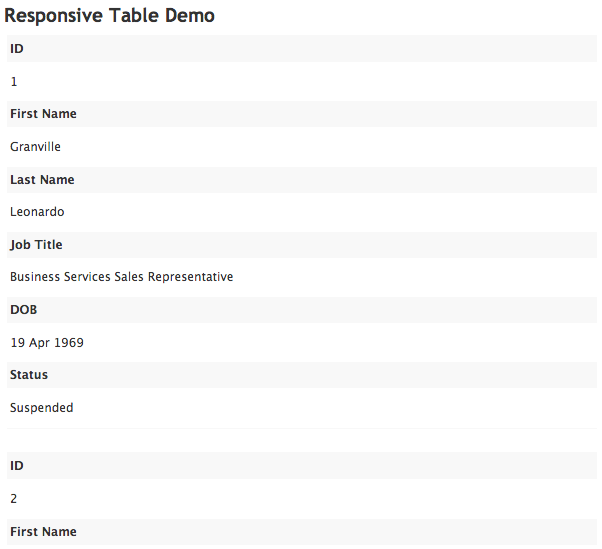 Responsive Table Demo
ID
1
First Name
Granville
Last Name
Leonardo
Job Title
Business Services Sales Representative
DOB
19 Apr 1969
Status
Suspended
ID
2
First Name